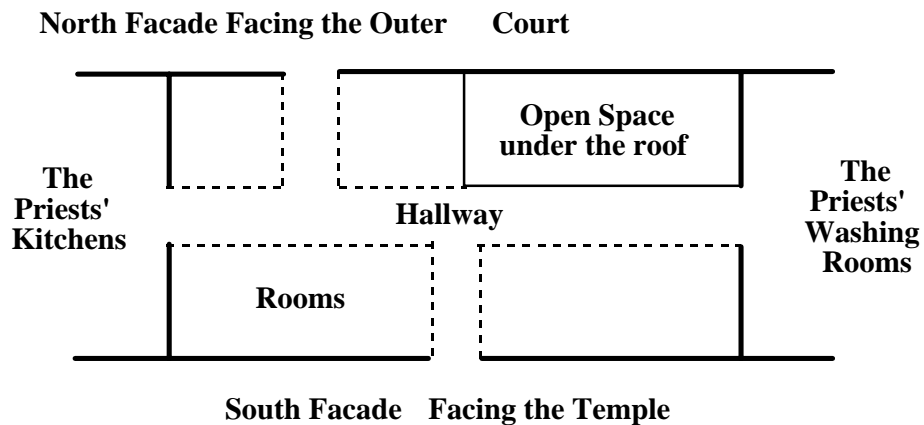 North Facade Facing the Outer Court
Open Space
under the roof
The
Priests'
Kitchens
Hallway
The
Priests'
Washing
Rooms
Rooms
South Facade Facing the Temple